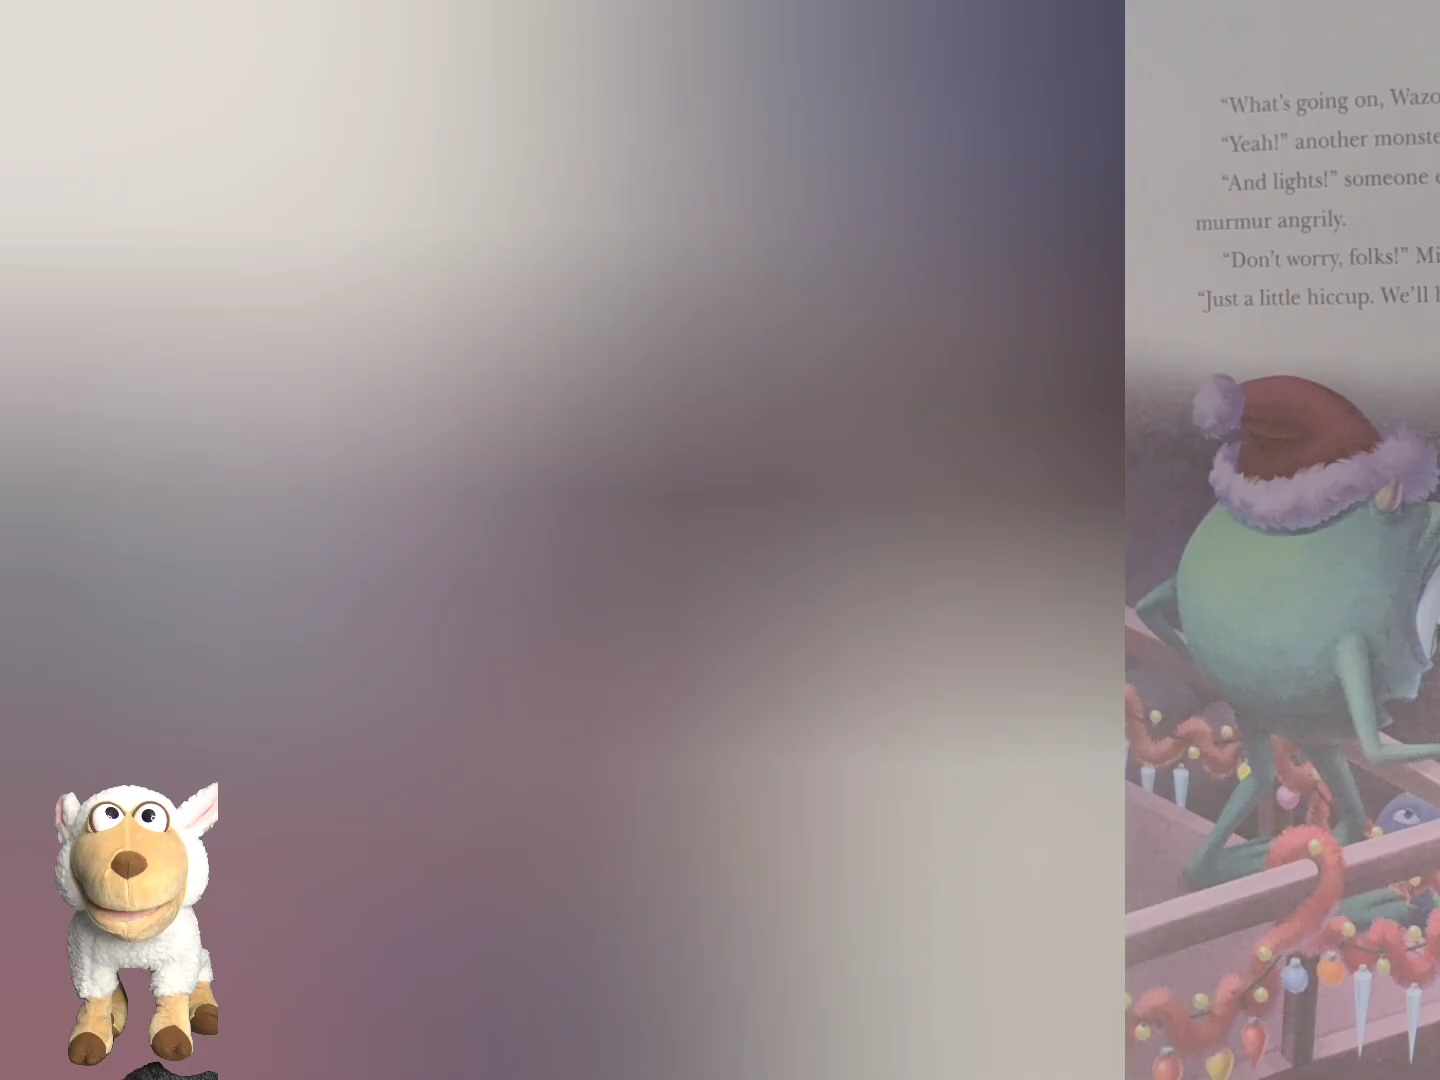 “What’s going on,
“Yeah!” another
“And lights!” someone
murmur angrily.
“Don’t worry, folks!”
“Just a little hiccup. We’ll